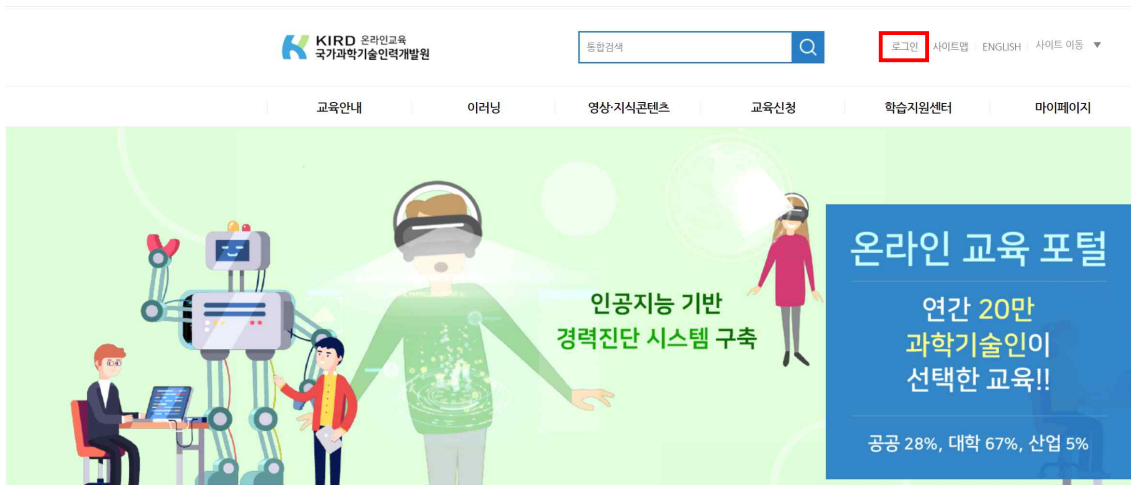 KIRD 온라인교육
국가과학기술인력개발원
통합검색
로그인 사이트맵 ENGLISH 사이트 이동 ▼
교육안내 이러닝 영상·지식콘텐츠 교육신청 학습지원센터 마이페이지
인공지능 기반
경력진단 시스템 구축
온라인 교육 포털
연간 20만
과학기술인이
선택한 교육!!
공공 28%, 대학 67%, 산업 5%